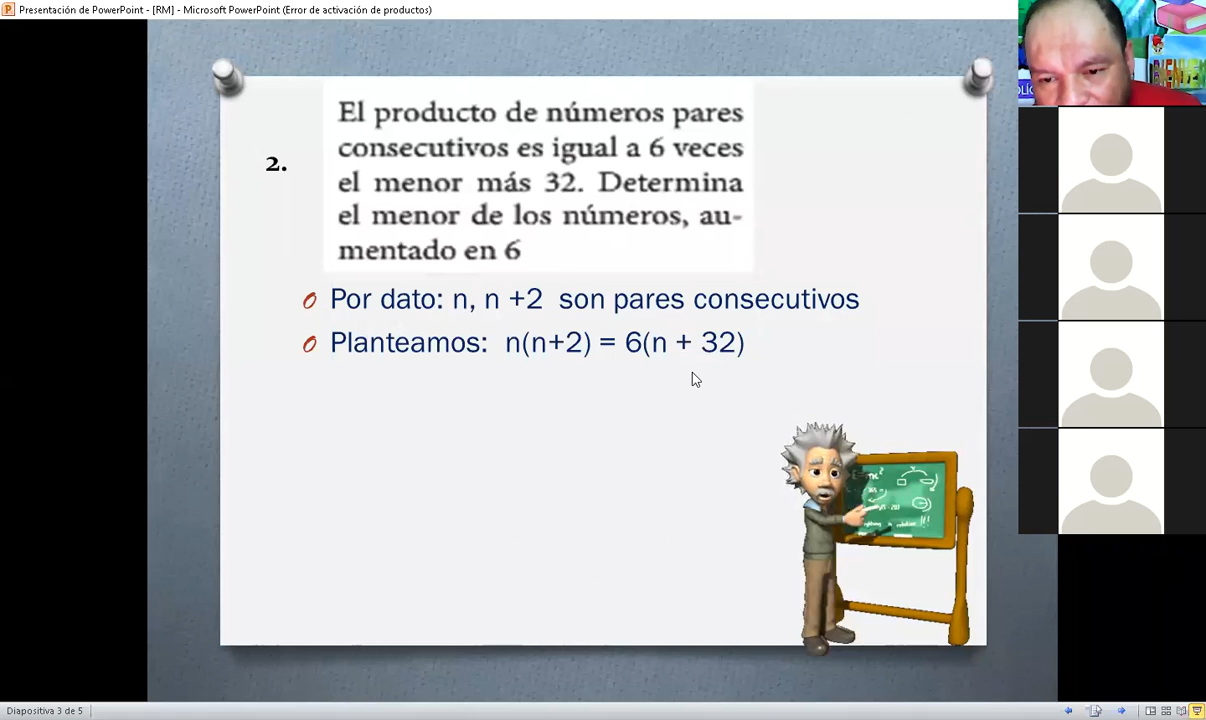 Presentación de PowerPoint - [RM] - Microsoft PowerPoint (Error de activación de productos)
2.
El producto de números pares
consecutivos es igual a 6 veces
el menor más 32. Determina
el menor de los números, au-
mentado en 6
Por dato: n, n +2 son pares consecutivos
Planteamos: n(n+2) = 6(n + 32)
Diapositiva 3 de 5